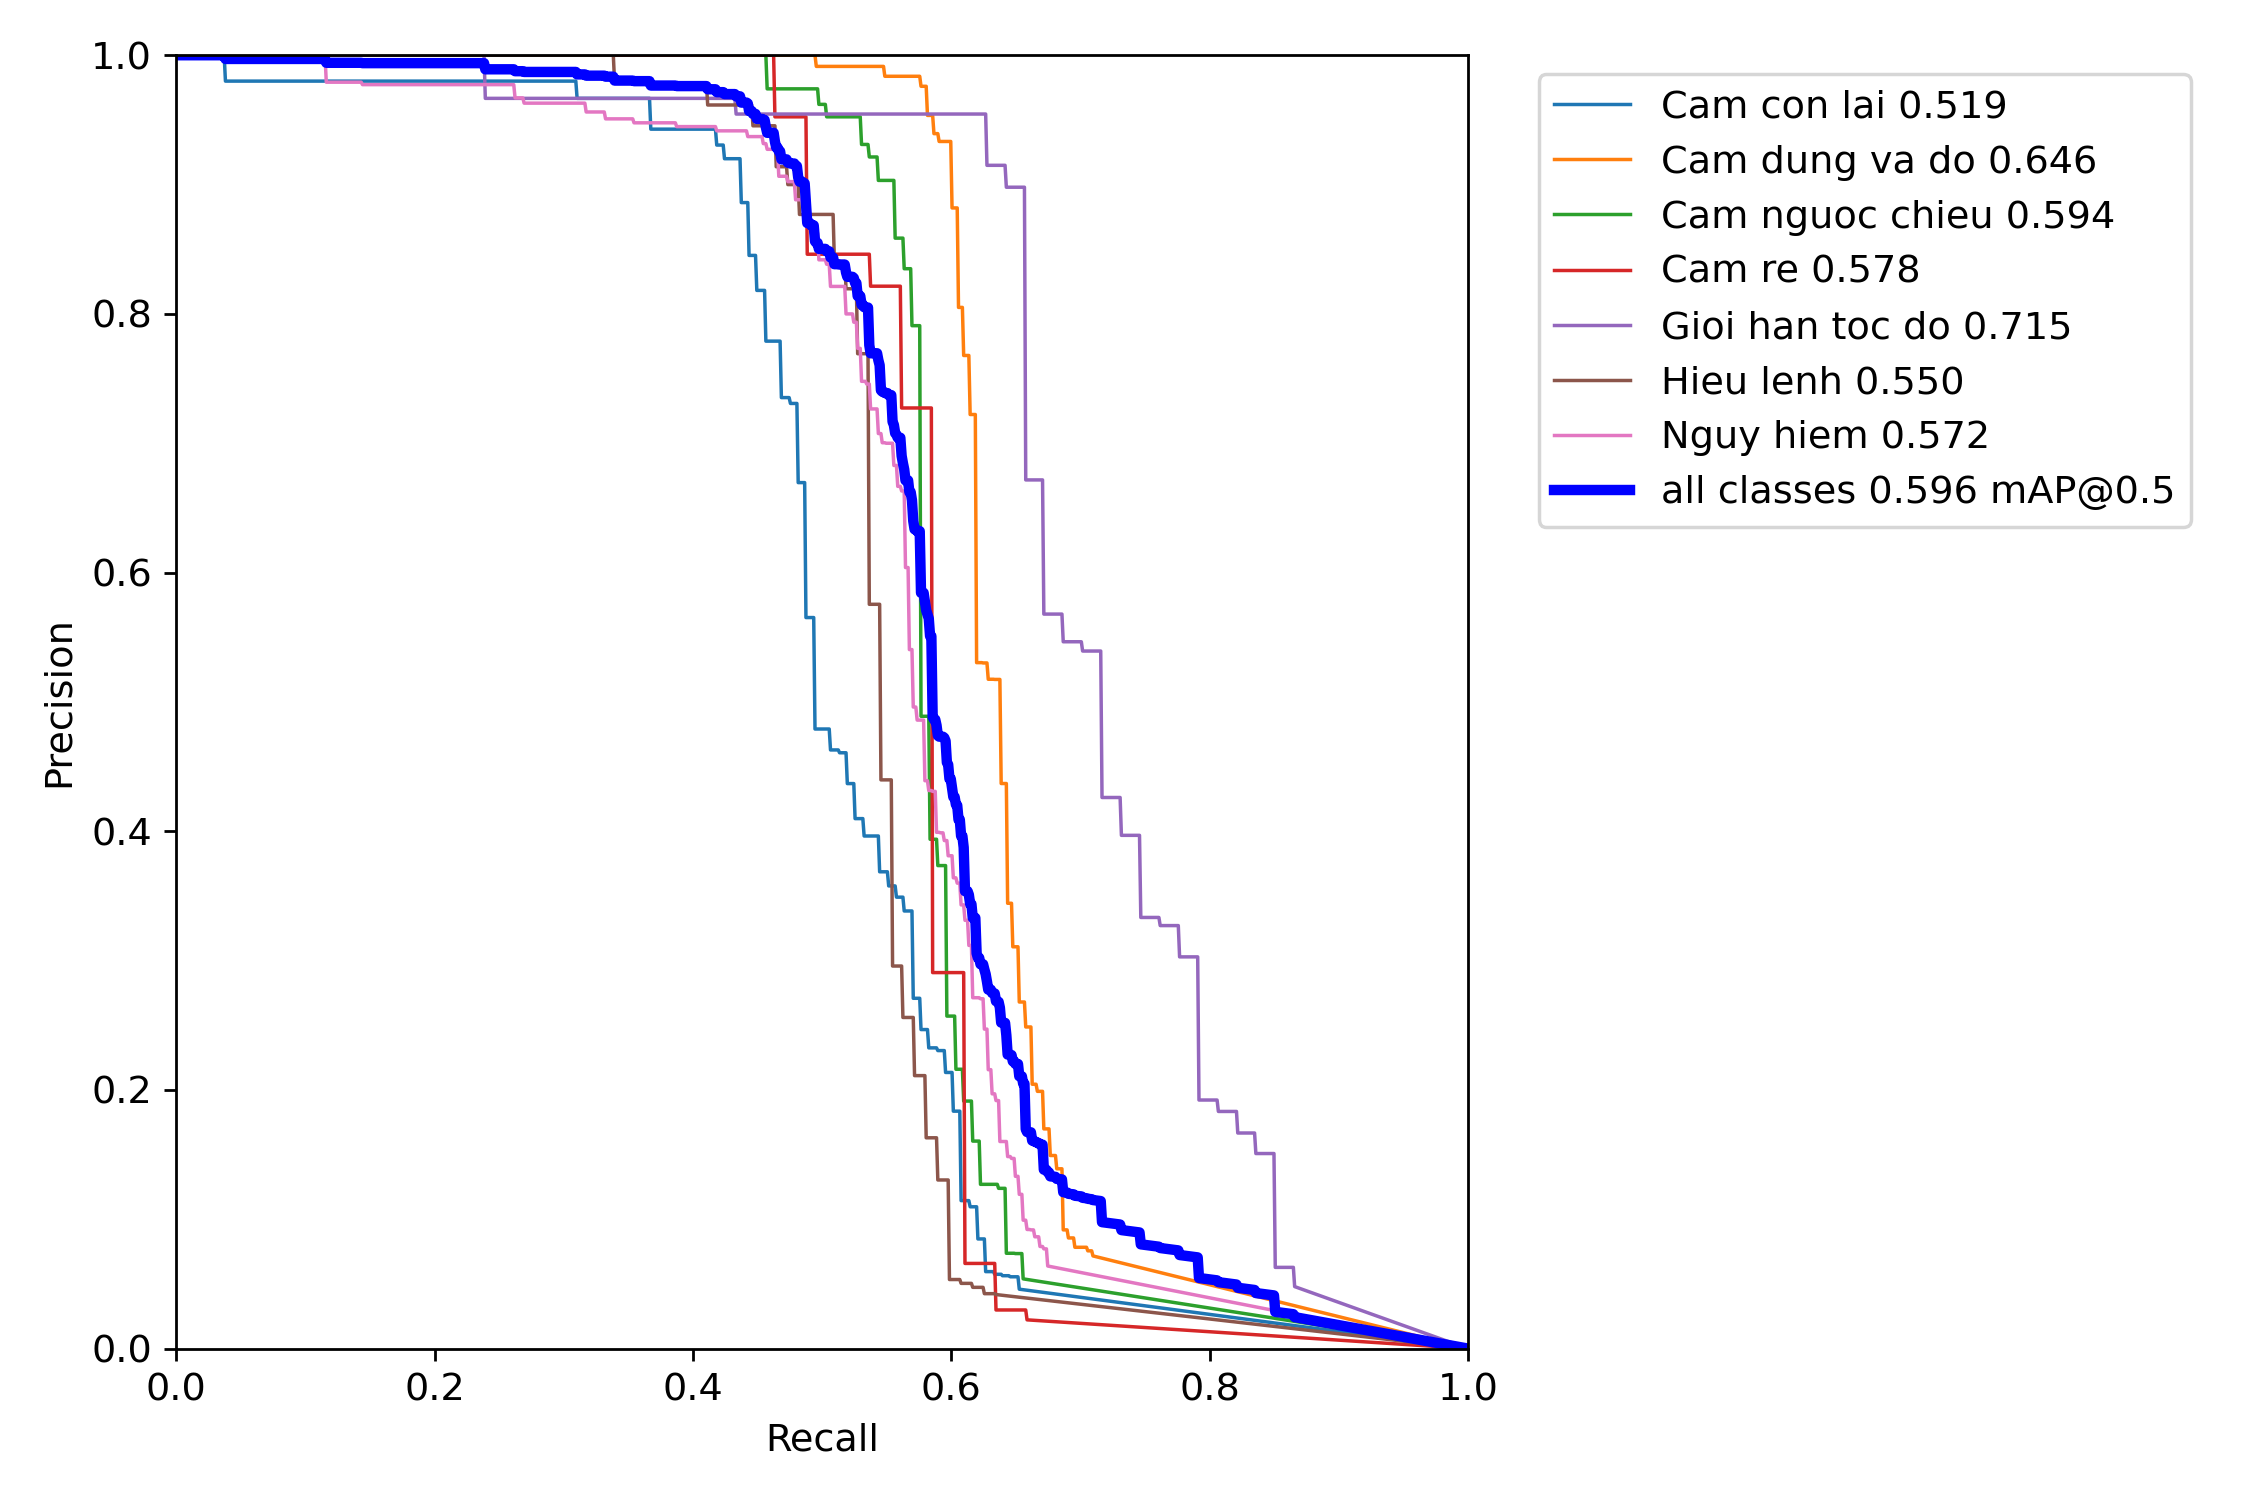 1.0
0.8
0.6
0.4
0.2
0.0
0.0 0.2 0.4 0.6 0.8 1.0
Precision
Recall
Cam con lai 0.519
Cam dung va do 0.646
Cam nguoc chieu 0.594
Cam re 0.578
Gioi han toc do 0.715
Hieu lenh 0.550
Nguy hiem 0.572
all classes 0.596 mAP@0.5